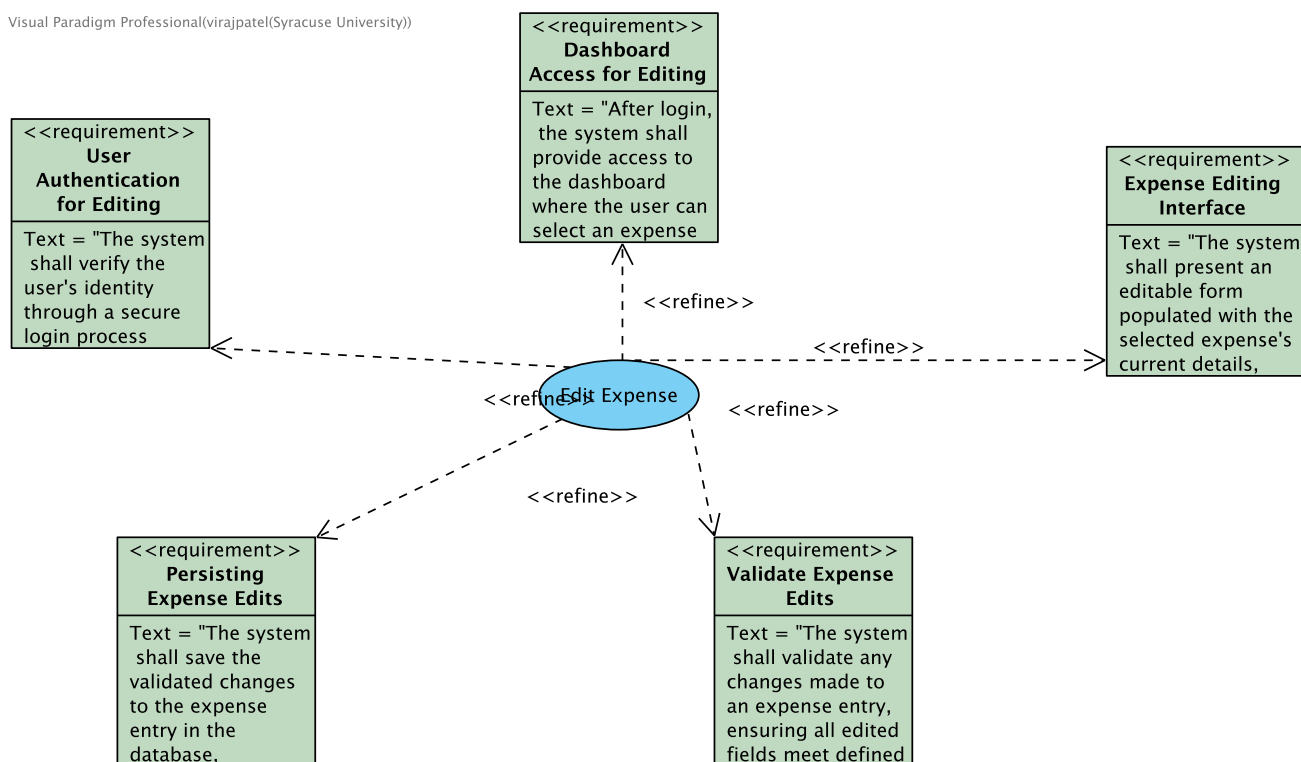 Visual Paradigm Professional(virajpatel(Syracuse University))
<<requirement>>
Dashboard
Access for Editing
Text = "After login,
the system shall
provide access to
the dashboard
where the user can
select an expense
<<requirement>>
User
Authentication
for Editing
Text = "The system
shall verify the
user's identity
through a secure
login process
<<requirement>>
Expense Editing
Interface
Text = "The system
shall present an
editable form
populated with the
selected expense's
current details,
<<refine>>
<<refine>>
<<refine>>
Edit Expense
<<refine>>
<<refine>>
<<requirement>>
Persisting
Expense Edits
Text = "The system
shall save the
validated changes
to the expense
entry in the
database,
<<requirement>>
Validate Expense
Edits
Text = "The system
shall validate any
changes made to
an expense entry,
ensuring all edited
fields meet defined